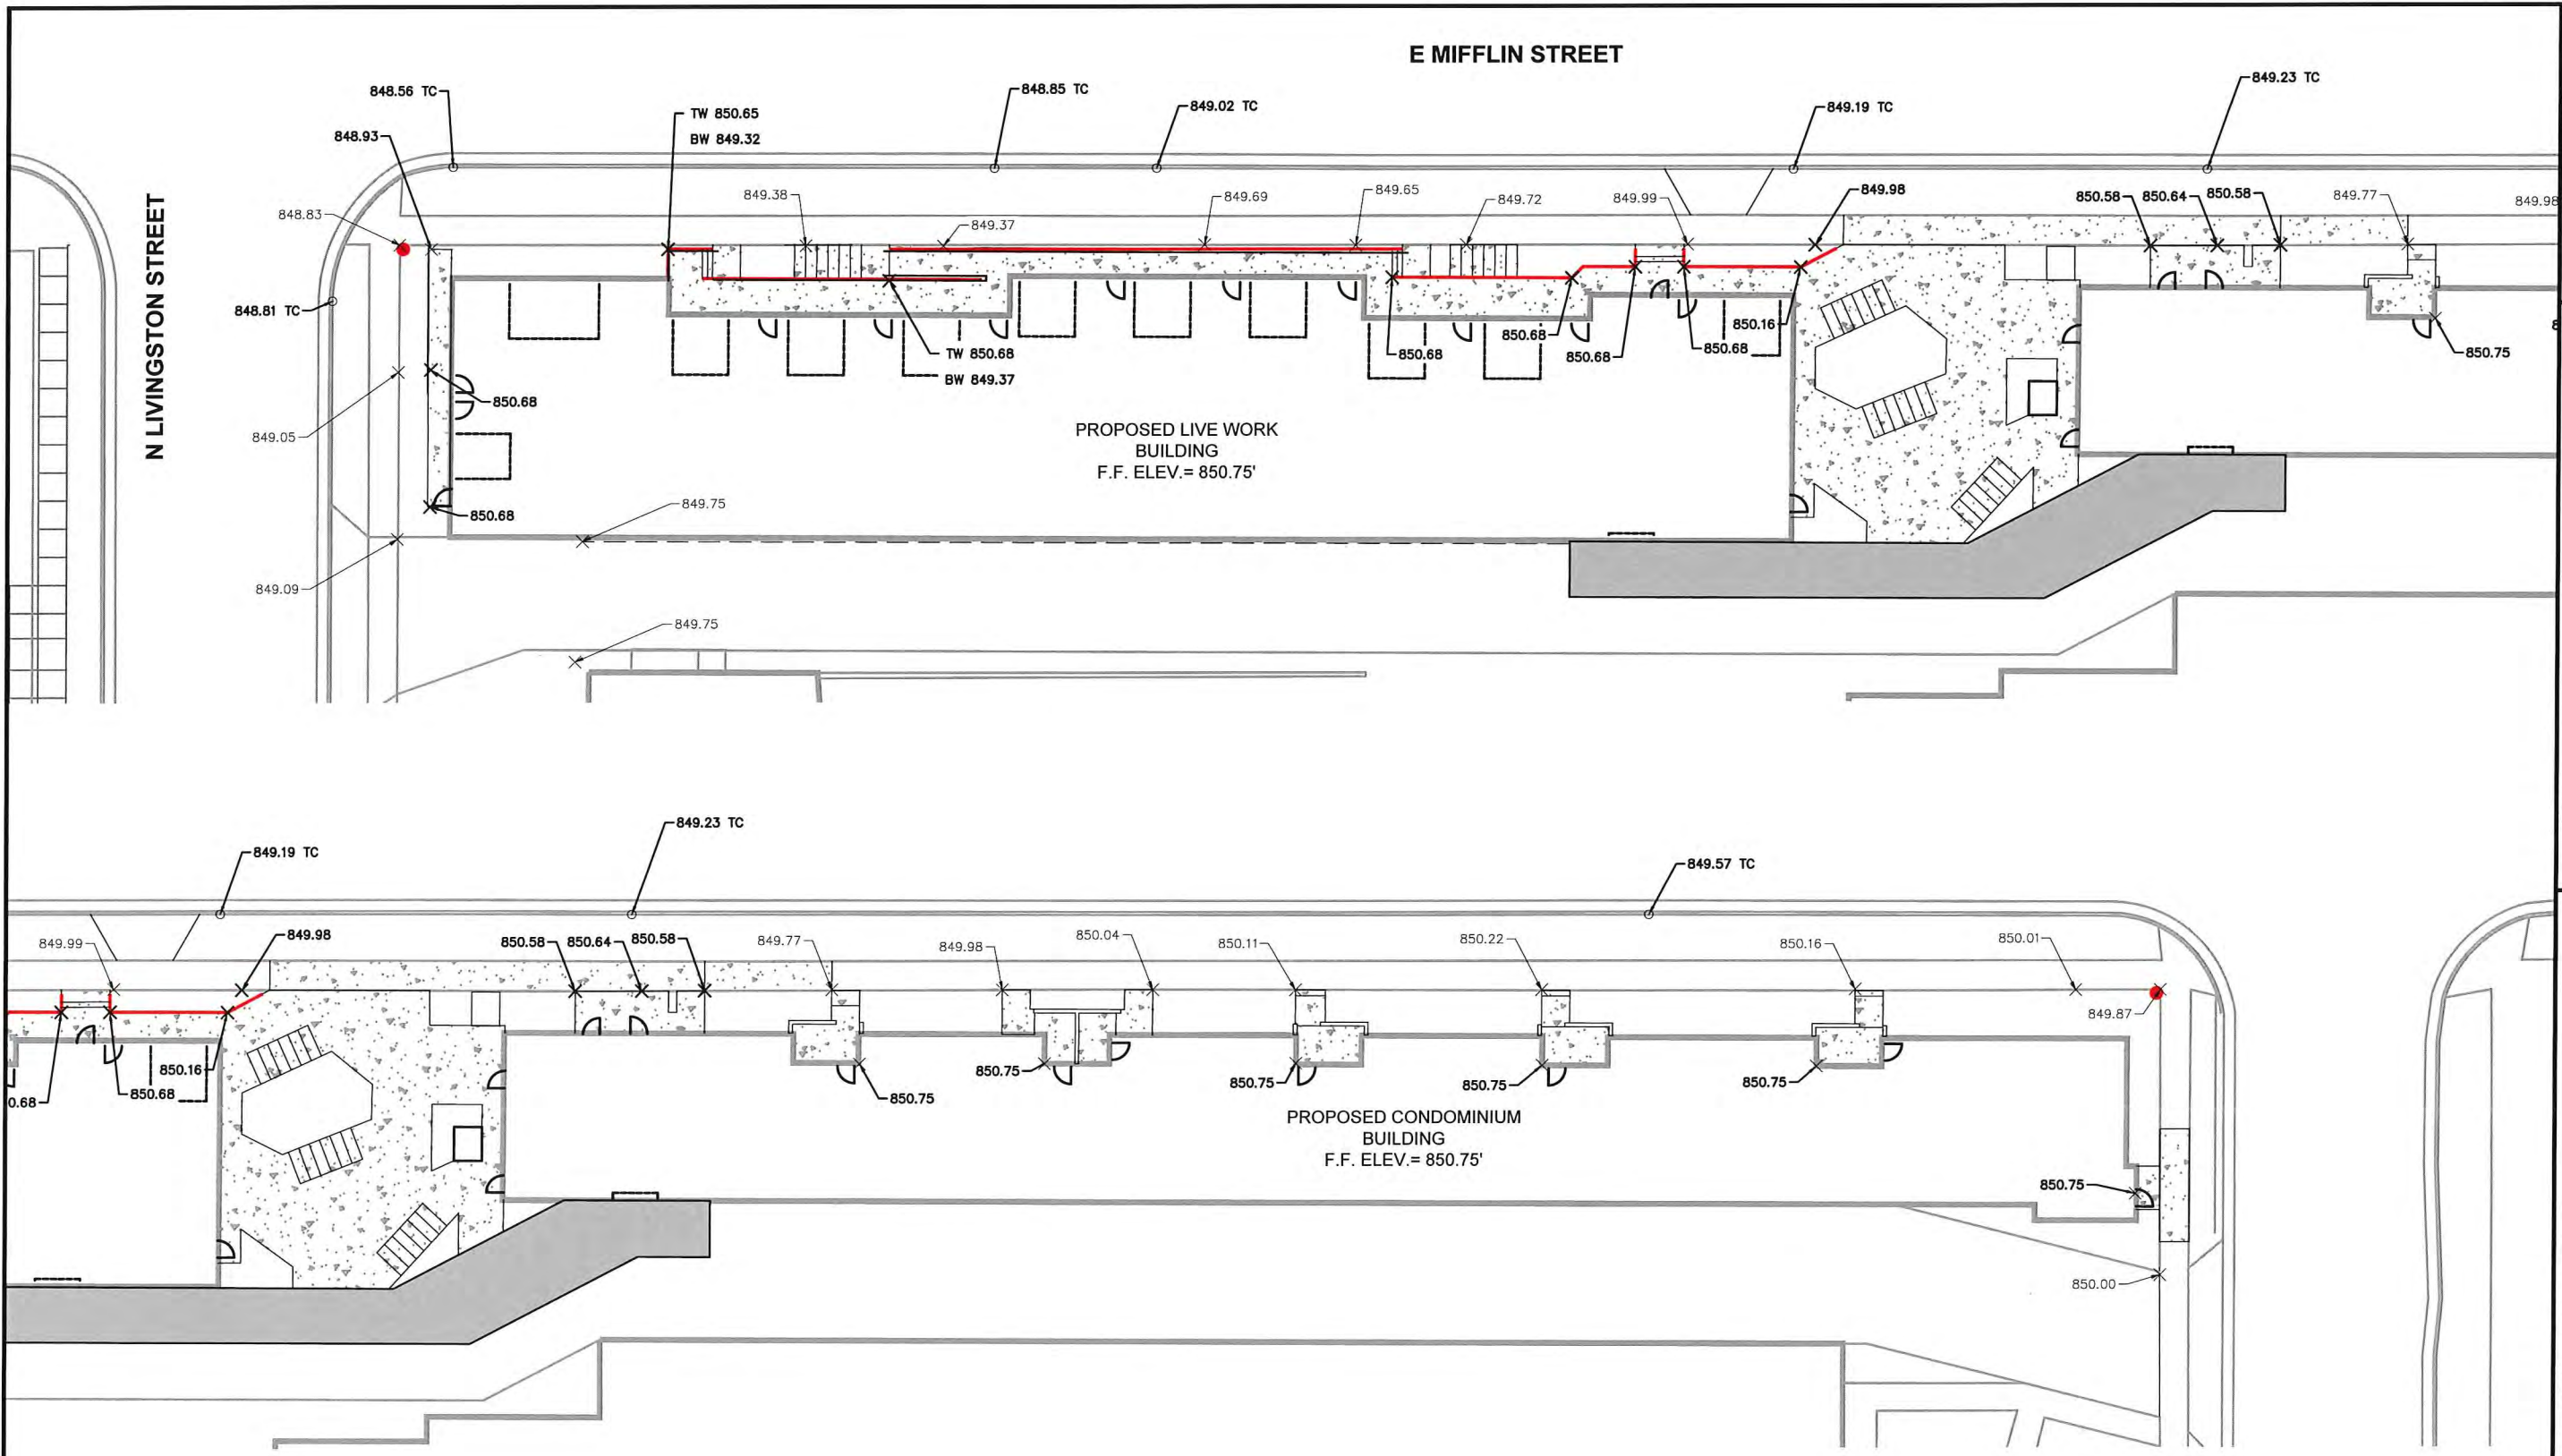 E MIFFLIN STREET
N LIVINGSTON STREET
848.56 TC
848.93
TW 850.65
BW 849.32
848.85 TC
849.02 TC
849.19 TC
849.23 TC
848.83
849.38
849.37
849.69
849.65
849.72
849.99
849.98
850.58
850.64
850.58
849.77
849.98
848.81 TC
TW 850.68
BW 849.37
850.68
850.68
850.68
850.68
850.16
850.75
8
850.68
849.05
850.68
PROPOSED LIVE WORK
BUILDING
F.F. ELEV.= 850.75'
849.75
849.09
849.75
849.19 TC
849.23 TC
849.57 TC
849.99
849.98
850.58
850.64
850.58
849.77
849.98
850.04
850.11
850.22
850.16
850.01
849.87
0.68
850.68
850.16
850.75
850.75
850.75
850.75
850.75
PROPOSED CONDOMINIUM
BUILDING
F.F. ELEV.= 850.75'
850.75
850.00